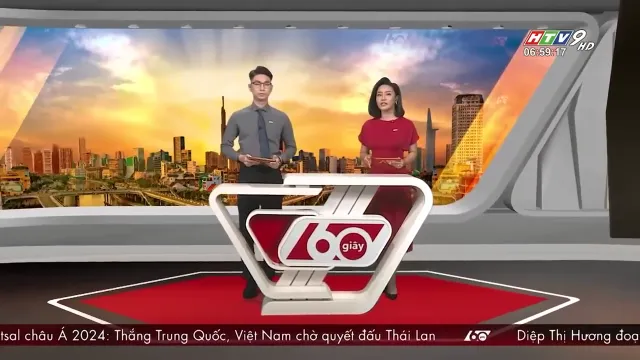 HTV9 HD
06:59:17
60 giây
tsal châu Á 2024: Thắng Trung Quốc, Việt Nam chờ quyết đấu Thái Lan 60 Diệp Thị Hương đoạ